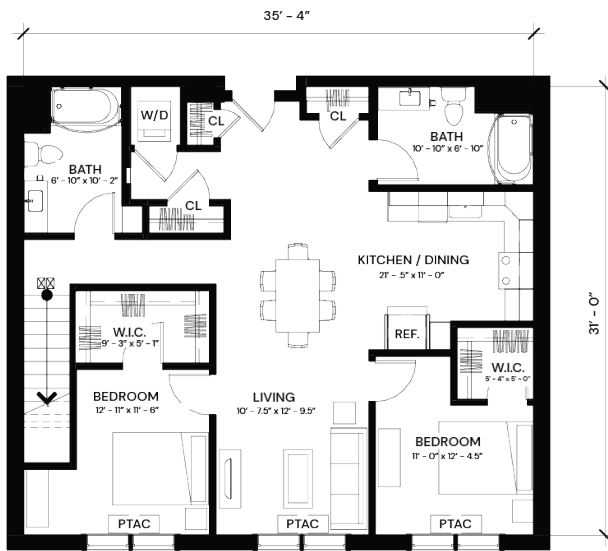 35' - 4"
W/D
CL
CL
BATH
10' - 10" x 6' - 10"
BATH
6' - 10" x 10' - 2"
CL
KITCHEN / DINING
21' - .5" x 11' - 0"
31' - 0"
REF.
W.I.C.
9' - 3" x 5' - 1"
W.I.C.
5' - 4" x 5' - 0"
BEDROOM
12' - 11" x 11' - 6"
LIVING
10' - 7.5" x 12' - 9.5"
BEDROOM
11' - 0" x 12' - 4.5"
PTAC
PTAC
PTAC